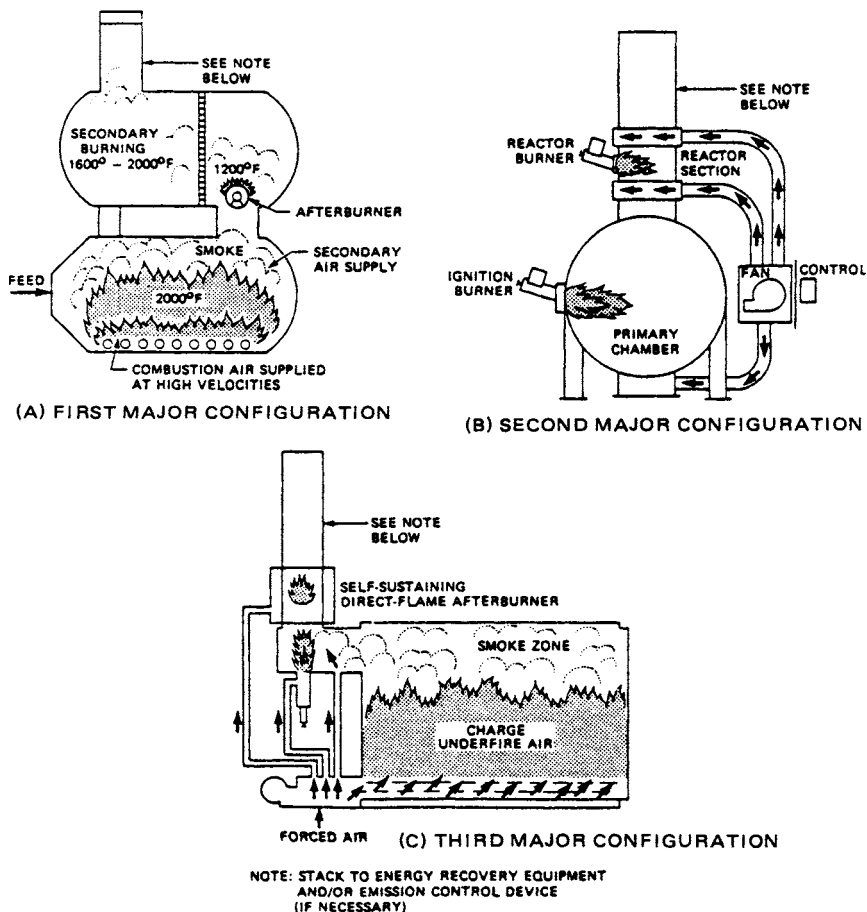 SEE NOTE
BELOW
SECONDARY
BURNING
1600° – 2000°F
1200°F
AFTERBURNER
SMOKE
SECONDARY
AIR SUPPLY
FEED
2000°F
COMBUSTION AIR SUPPLIED
AT HIGH VELOCITIES
(A) FIRST MAJOR CONFIGURATION
SEE NOTE
BELOW
REACTOR
BURNER
REACTOR
SECTION
IGNITION
BURNER
FAN
CONTROL
PRIMARY
CHAMBER
(B) SECOND MAJOR CONFIGURATION
SEE NOTE
BELOW
SELF-SUSTAINING
DIRECT-FLAME AFTERBURNER
SMOKE ZONE
CHARGE
UNDERFIRE AIR
FORCED AIR
(C) THIRD MAJOR CONFIGURATION
NOTE: STACK TO ENERGY RECOVERY EQUIPMENT
AND/OR EMISSION CONTROL DEVICE
(IF NECESSARY)